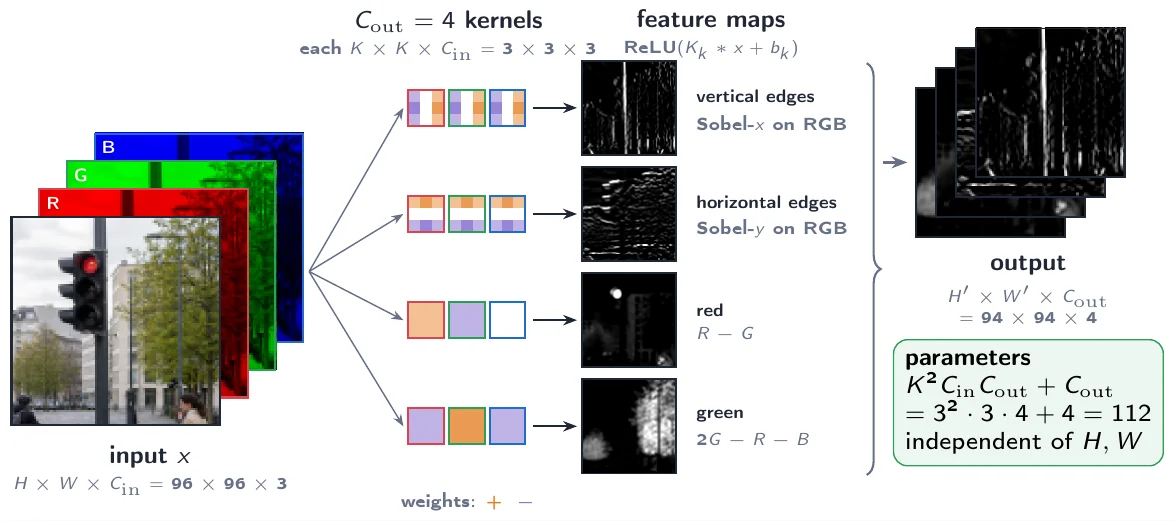 C_out = 4 kernels
each K × K × C_in = 3 × 3 × 3
feature maps
ReLU(K_k ∗ x + b_k)
B
G
R
input x
H × W × C_in = 96 × 96 × 3
vertical edges
Sobel-x on RGB
horizontal edges
Sobel-y on RGB
red
R − G
green
2G − R − B
weights: + −
output
H′ × W′ × C_out
= 94 × 94 × 4
parameters
K²C_in C_out + C_out
= 3² · 3 · 4 + 4 = 112
independent of H, W